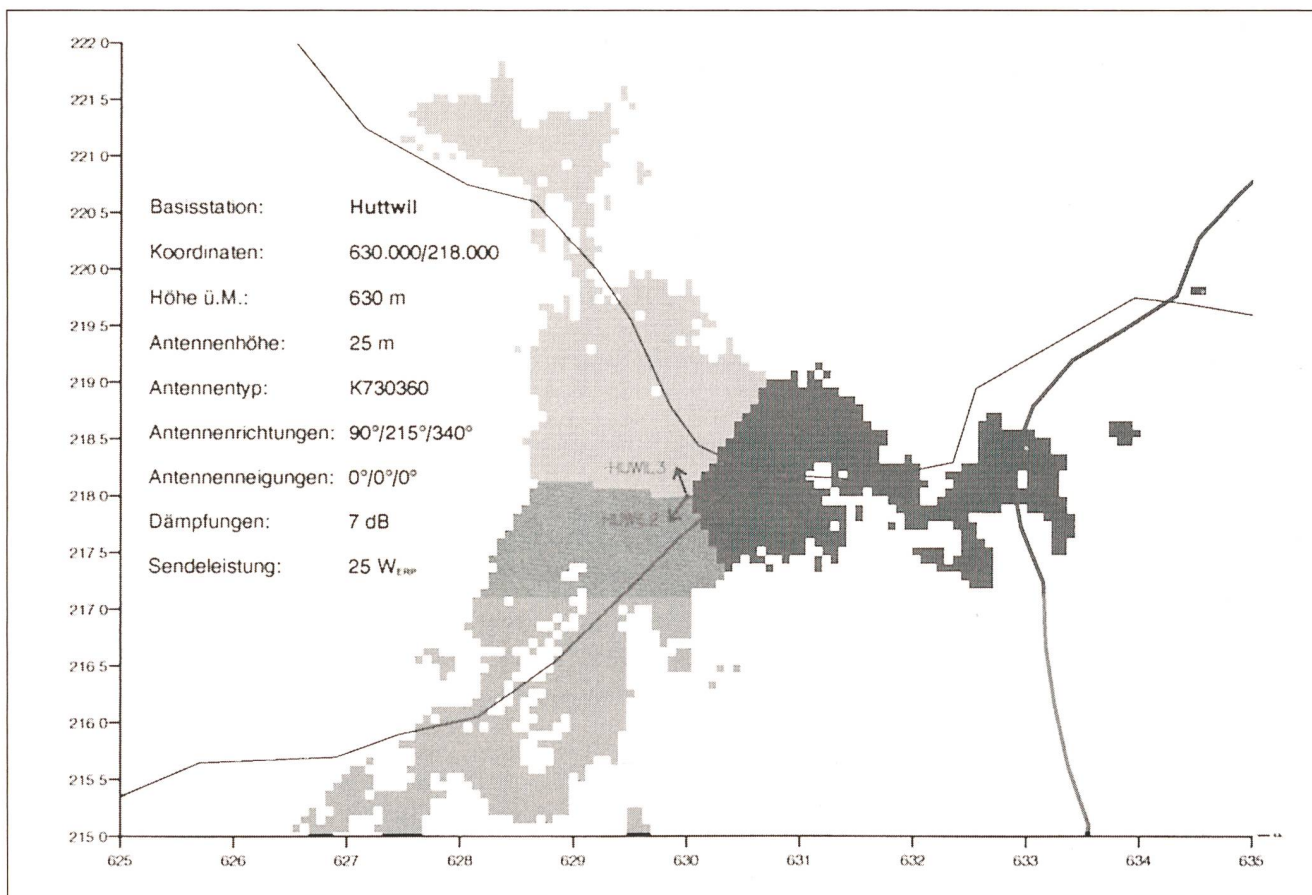 222 0
221 5
221 0
220 5
220 0
219 5
219 0
218 5
218 0
217 5
217 0
216 5
216 0
215 5
215 0
Basisstation: Huttwil
Koordinaten: 630.000/218.000
Höhe ü.M.: 630 m
Antennenhöhe: 25 m
Antennentyp: K730360
Antennenrichtungen: 90°/215°/340°
Antennenneigungen: 0°/0°/0°
Dämpfungen: 7 dB
Sendeleistung: 25 W ERP
HUWIL3
HUWIL2
625 626 627 628 629 630 631 632 633 634 635